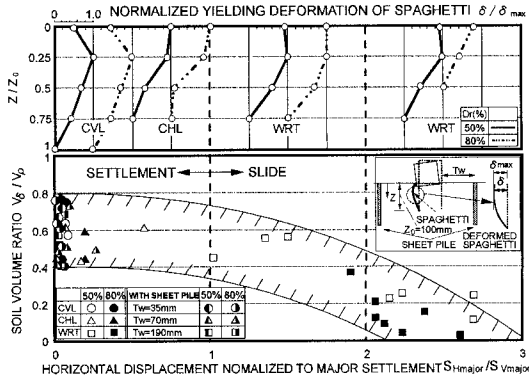 0 1.0 NORMALIZED YIELDING DEFORMATION OF SPAGHETTI δ / δmax
Z / Z0
0
0.25
0.5
0.75
1
CVL CHL WRT WRT
Dr(%)
50%
80%
SETTLEMENT SLIDE
SOIL VOLUME RATIO Vδ / Vp
0.8
0.6
0.4
0.2
0
Tw
δmax
δ
Z
SPAGHETTI
Z0=100mm
SHEET PILE
DEFORMED SPAGHETTI
50% 80% WITH SHEET PILE 50% 80%
CVL Tw=35mm
CHL Tw=70mm
WRT Tw=190mm
0 1 2 3
HORIZONTAL DISPLACEMENT NOMALIZED TO MAJOR SETTLEMENT SHmajor / SVmajor